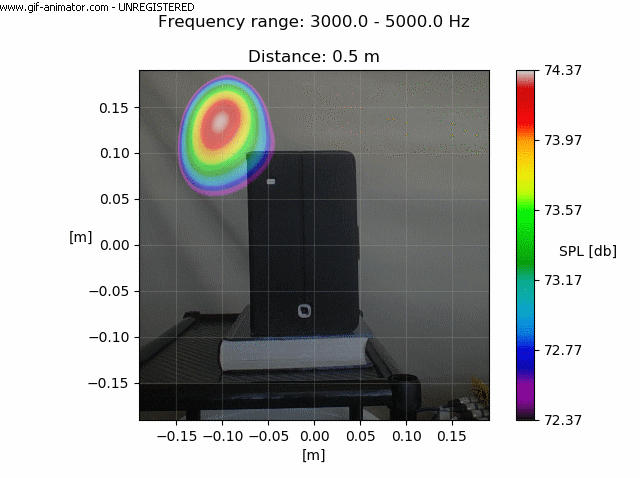 www.gif-animator.com - UNREGISTERED
Frequency range: 3000.0 - 5000.0 Hz
Distance: 0.5 m
74.37
0.15
73.97
0.10
0.05
73.57
[m]
0.00
SPL [db]
73.17
−0.05
−0.10
72.77
−0.15
72.37
−0.15 −0.10 −0.05 0.00 0.05 0.10 0.15
[m]